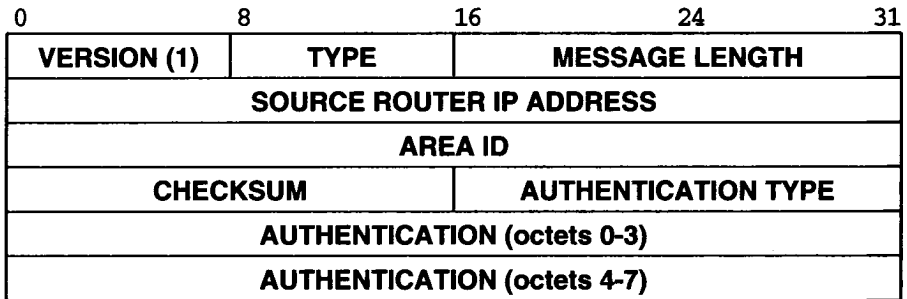 0 8 16 24 31
VERSION (1) TYPE MESSAGE LENGTH
SOURCE ROUTER IP ADDRESS
AREA ID
CHECKSUM AUTHENTICATION TYPE
AUTHENTICATION (octets 0-3)
AUTHENTICATION (octets 4-7)